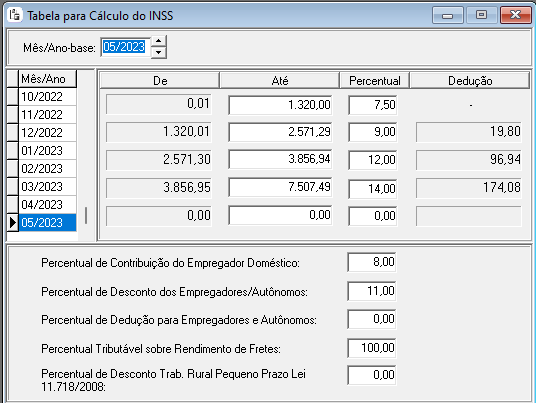 Tabela para Cálculo do INSS
Mês/Ano-base: 05/2023
Mês/Ano
10/2022
11/2022
12/2022
01/2023
02/2023
03/2023
04/2023
05/2023
De Até Percentual Dedução
0,01 1.320,00 7,50 -
1.320,01 2.571,29 9,00 19,80
2.571,30 3.856,94 12,00 96,94
3.856,95 7.507,49 14,00 174,08
0,00 0,00 0,00
Percentual de Contribuição do Empregador Doméstico: 8,00
Percentual de Desconto dos Empregadores/Autônomos: 11,00
Percentual de Dedução para Empregadores e Autônomos: 0,00
Percentual Tributável sobre Rendimento de Fretes: 100,00
Percentual de Desconto Trab. Rural Pequeno Prazo Lei 0,00
11.718/2008: